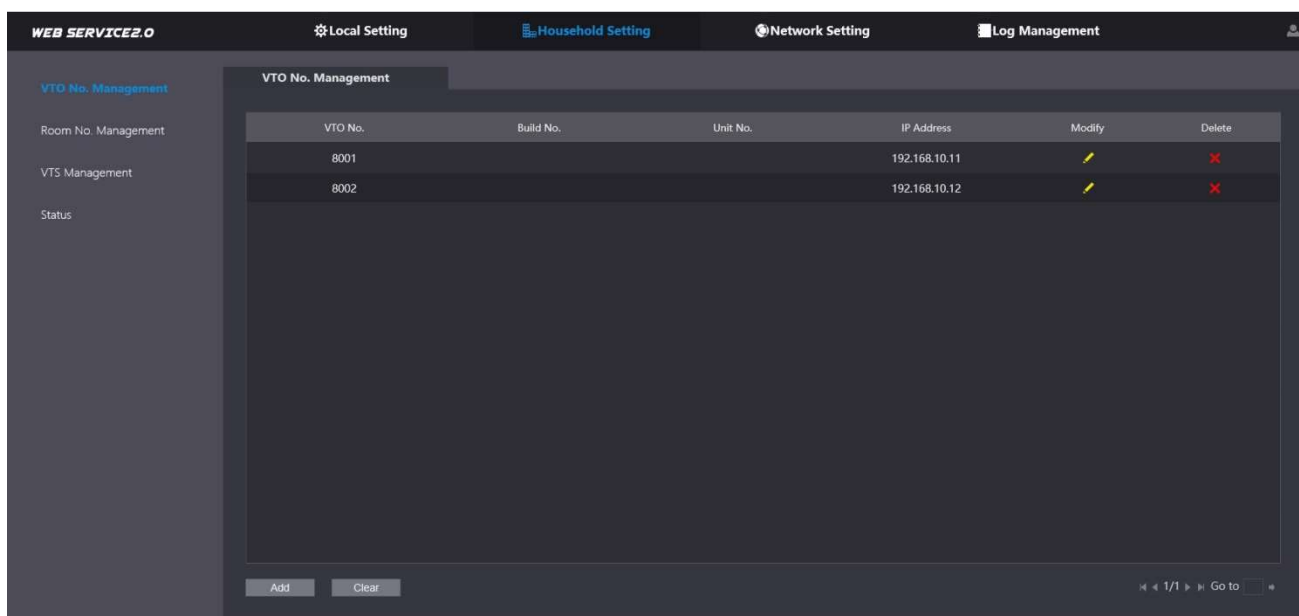 WEB SERVICE2.0 Local Setting Household Setting Network Setting Log Management
VTO No. Management
Room No. Management
VTS Management
Status
VTO No. Management
VTO No. Build No. Unit No. IP Address Modify Delete
8001 192.168.10.11
8002 192.168.10.12
Add Clear 1/1 Go to